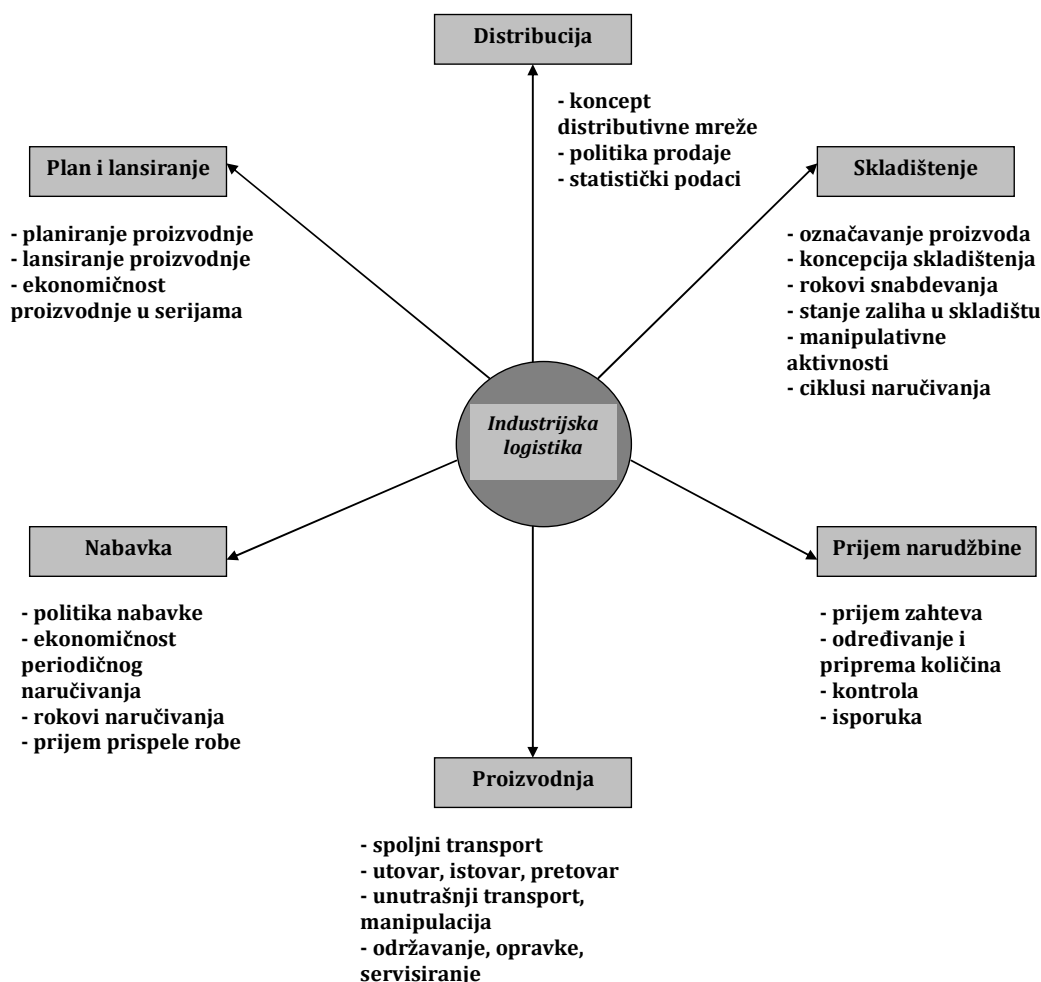 Distribucija
- koncept
distributivne mreže
- politika prodaje
- statistički podaci
Plan i lansiranje
- planiranje proizvodnje
- lansiranje proizvodnje
- ekonomičnost
proizvodnje u serijama
Skladištenje
- označavanje proizvoda
- koncepcija skladištenja
- rokovi snabdevanja
- stanje zaliha u skladištu
- manipulativne
aktivnosti
- ciklusi naručivanja
Industrijska
logistika
Nabavka
- politika nabavke
- ekonomičnost
periodičnog
naručivanja
- rokovi naručivanja
- prijem prispele robe
Prijem narudžbine
- prijem zahteva
- određivanje i
priprema količina
- kontrola
- isporuka
Proizvodnja
- spoljni transport
- utovar, istovar, pretovar
- unutrašnji transport,
manipulacija
- održavanje, opravke,
servisiranje